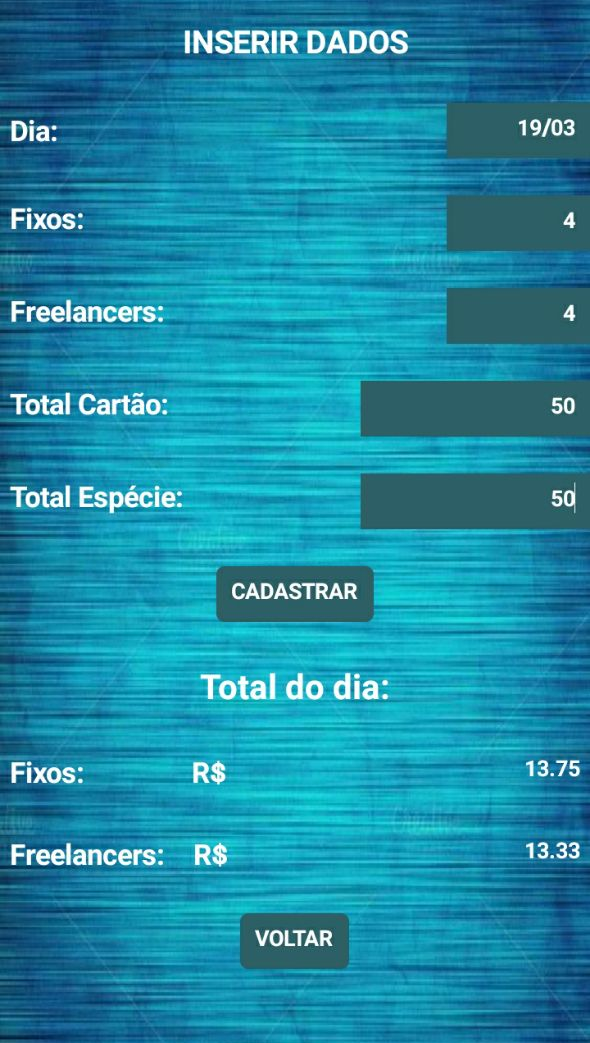 INSERIR DADOS
Dia: 19/03
Fixos: 4
Freelancers: 4
Total Cartão: 50
Total Espécie: 50
CADASTRAR
Total do dia:
Fixos: R$ 13.75
Freelancers: R$ 13.33
VOLTAR